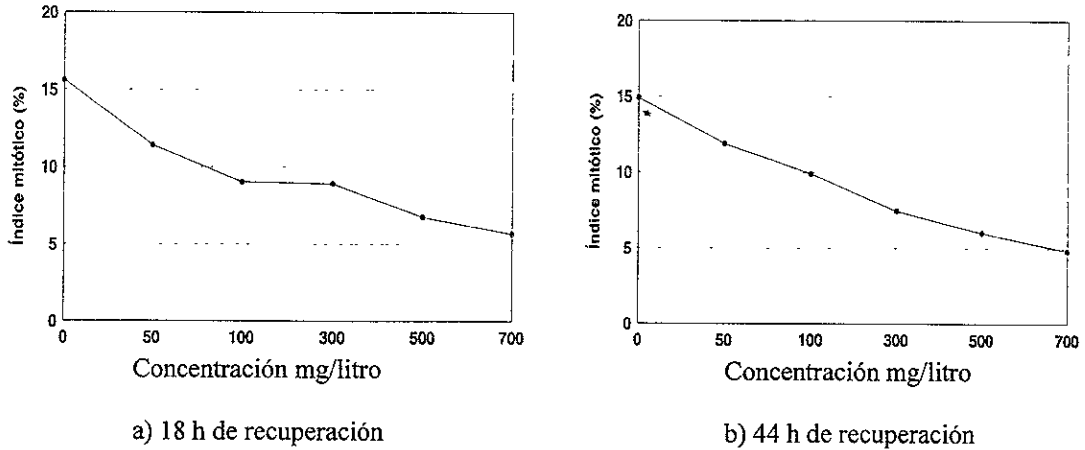 20
15
10
5
0
Índice mitótico (%)
0 50 100 300 500 700
Concentración mg/litro
a) 18 h de recuperación
20
15
10
5
0
Índice mitótico (%)
0 50 100 300 500 700
Concentración mg/litro
b) 44 h de recuperación